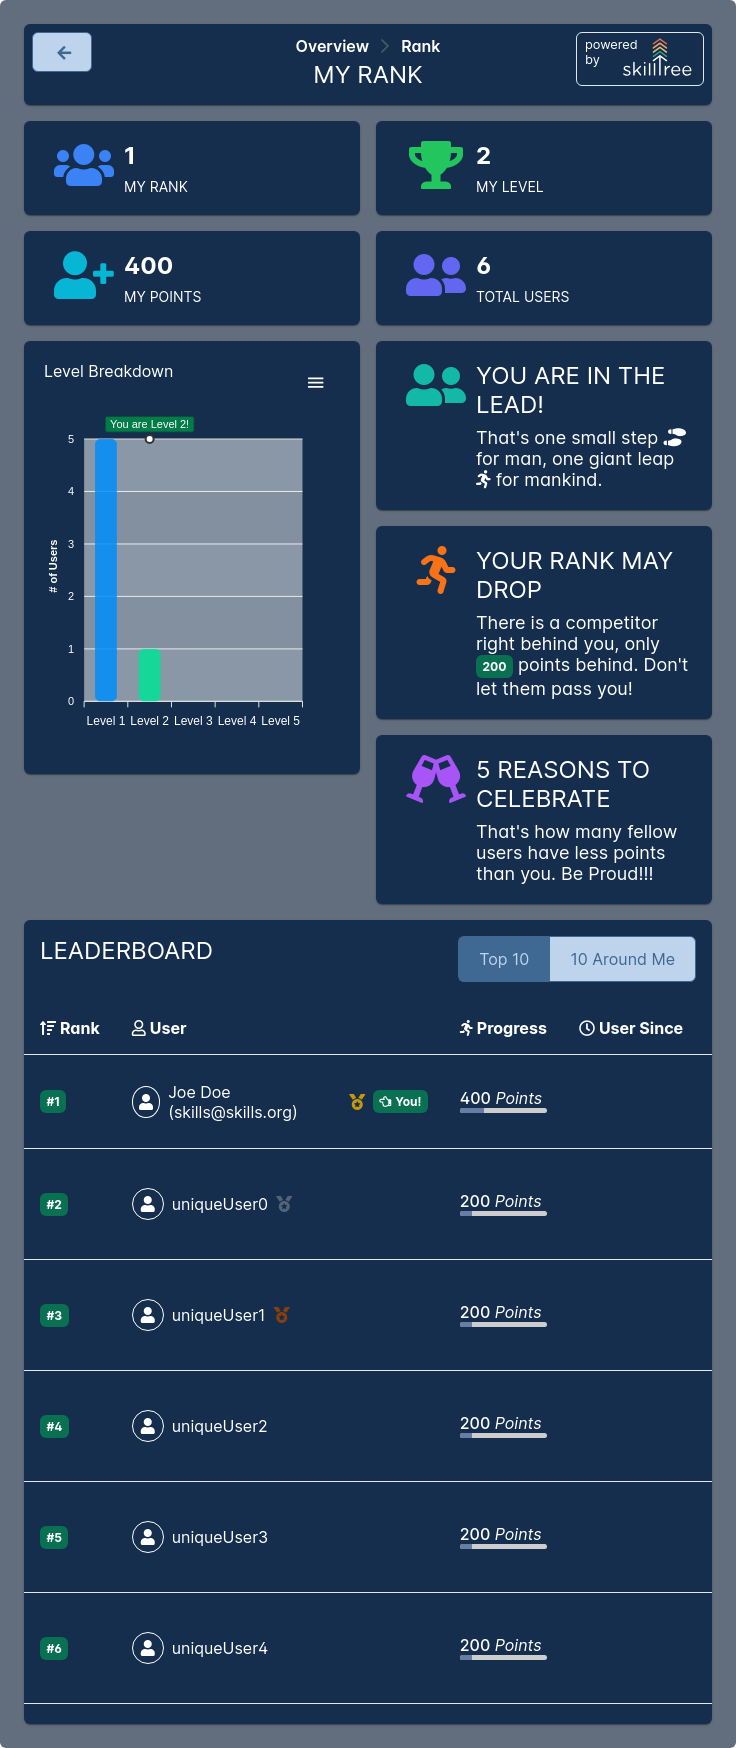 Overview Rank
MY RANK
powered
by
skilltree
1
MY RANK
2
MY LEVEL
400
MY POINTS
6
TOTAL USERS
Level Breakdown
You are Level 2!
5
4
3
2
1
0
# of Users
Level 1 Level 2 Level 3 Level 4 Level 5
YOU ARE IN THE
LEAD!
That's one small step
for man, one giant leap
for mankind.
YOUR RANK MAY
DROP
There is a competitor
right behind you, only
200 points behind. Don't
let them pass you!
5 REASONS TO
CELEBRATE
That's how many fellow
users have less points
than you. Be Proud!!!
LEADERBOARD
Top 10 10 Around Me
Rank User Progress User Since
#1 Joe Doe
(skills@skills.org) You! 400 Points
#2 uniqueUser0 200 Points
#3 uniqueUser1 200 Points
#4 uniqueUser2 200 Points
#5 uniqueUser3 200 Points
#6 uniqueUser4 200 Points